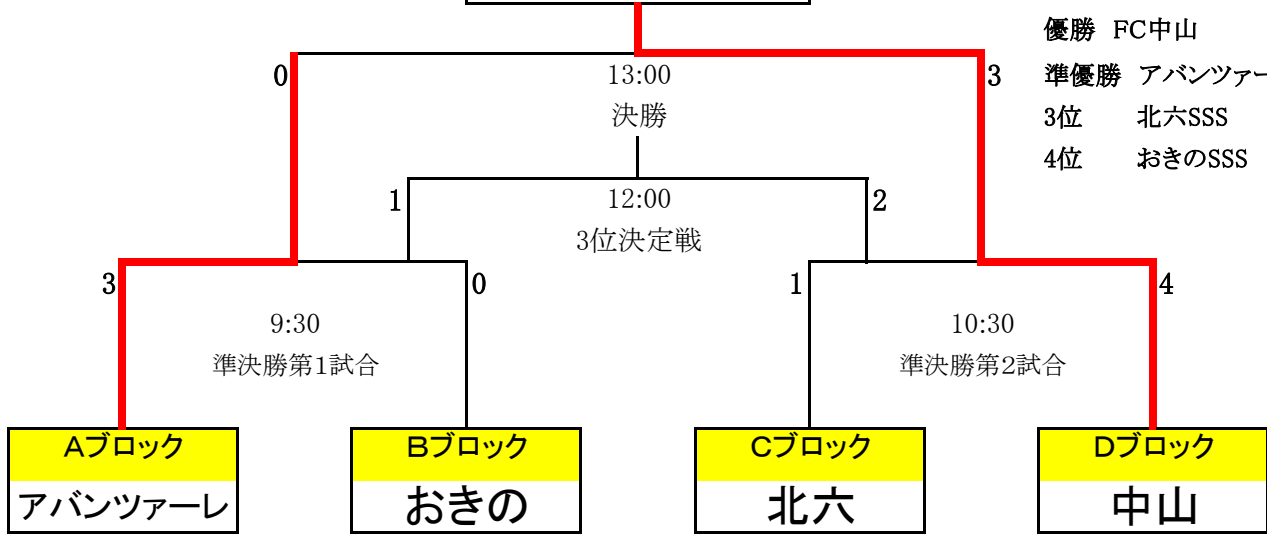 優勝 FC中山
0
13:00
3
準優勝 アバンツァー
決勝
3位 北六SSS
4位 おきのSSS
1
12:00
2
3位決定戦
3
0
1
4
9:30
10:30
準決勝第1試合
準決勝第2試合
Aブロック
Bブロック
Cブロック
Dブロック
アバンツァーレ
おきの
北六
中山